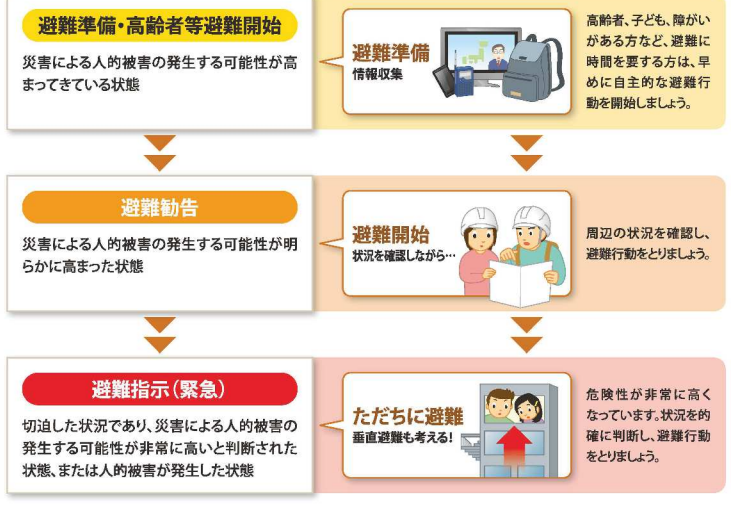 避難準備・高齢者等避難開始
災害による人的被害の発生する可能性が高
まってきている状態
避難準備
情報収集
高齢者、子ども、障がい
がある方など、避難に
時間を要する方は、早
めに自主的な避難行
動を開始しましょう。
避難勧告
災害による人的被害の発生する可能性が明
らかに高まった状態
避難開始
状況を確認しながら…
周辺の状況を確認し、
避難行動をとりましょう。
避難指示(緊急)
切迫した状況であり、災害による人的被害の
発生する可能性が非常に高いと判断された
状態、または人的被害が発生した状態
ただちに避難
垂直避難も考える!
危険性が非常に高く
なっています。状況を的
確に判断し、避難行動
をとりましょう。